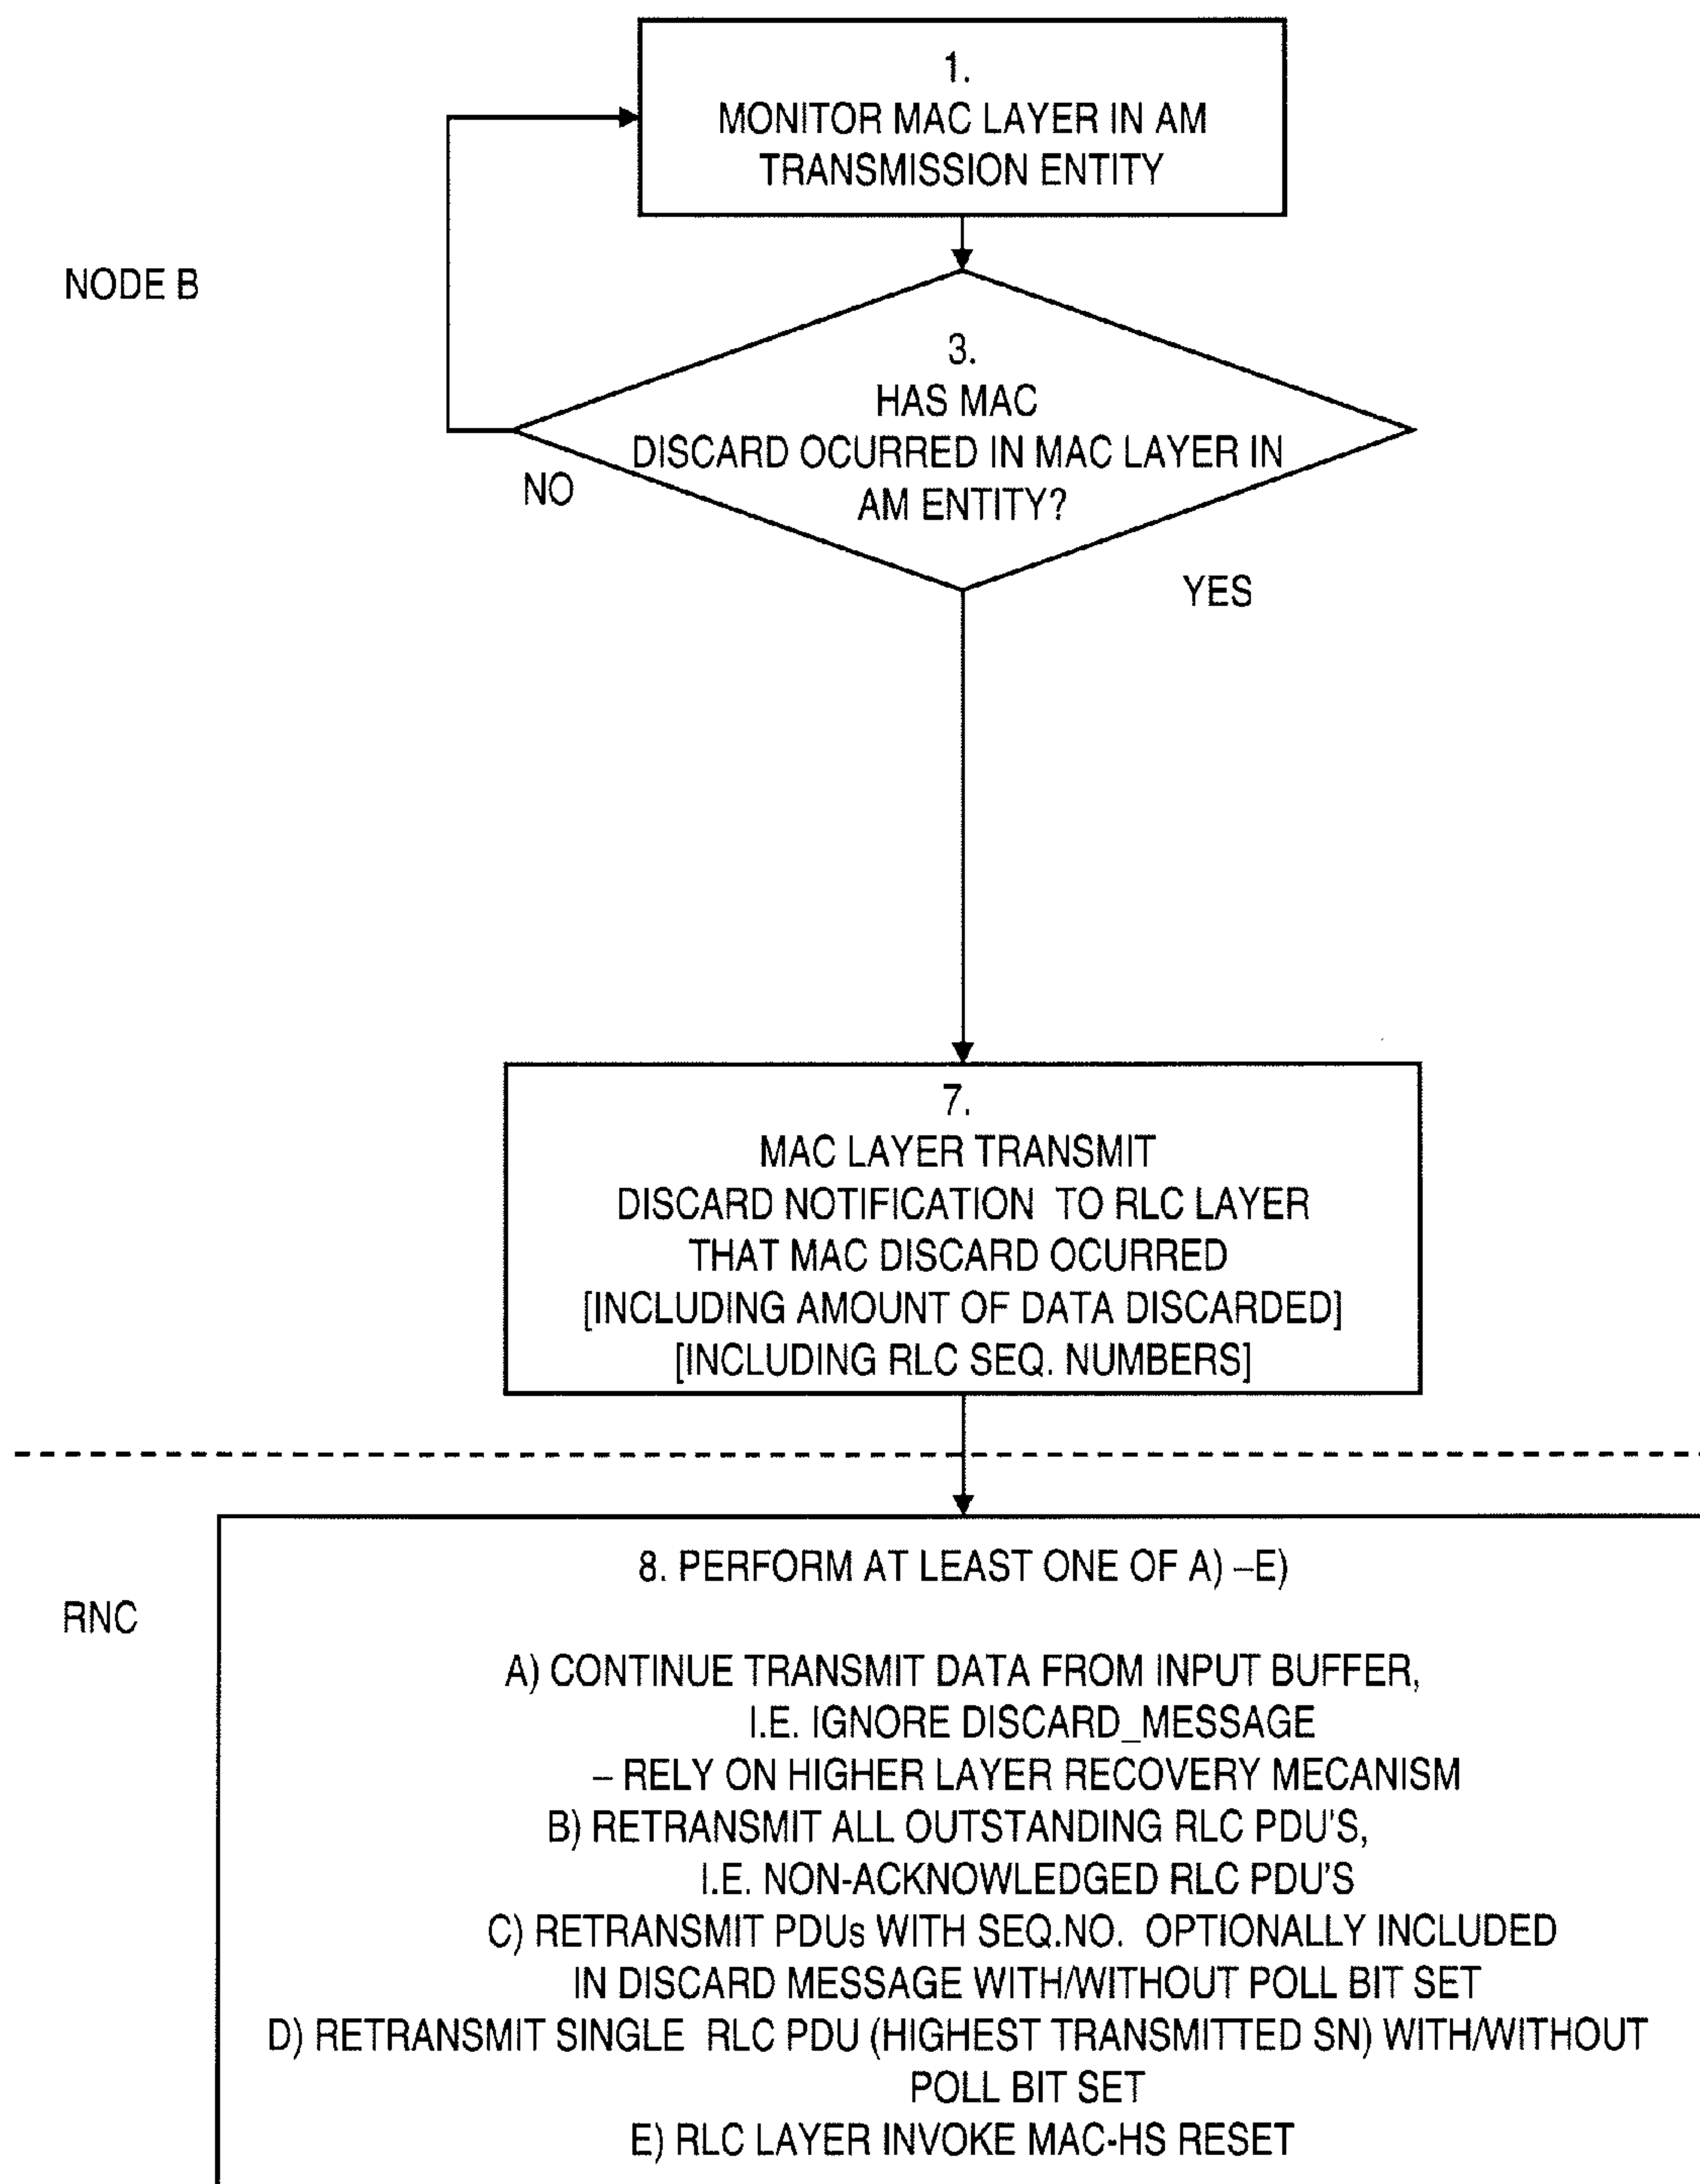 1.
MONITOR MAC LAYER IN AM
TRANSMISSION ENTITY
NODE B
3.
HAS MAC
DISCARD OCURRED IN MAC LAYER IN
AM ENTITY?
NO
YES
7.
MAC LAYER TRANSMIT
DISCARD NOTIFICATION TO RLC LAYER
THAT MAC DISCARD OCURRED
[INCLUDING AMOUNT OF DATA DISCARDED]
[INCLUDING RLC SEQ. NUMBERS]
8. PERFORM AT LEAST ONE OF A) –E)
RNC
A) CONTINUE TRANSMIT DATA FROM INPUT BUFFER,
I.E. IGNORE DISCARD_MESSAGE
– RELY ON HIGHER LAYER RECOVERY MECANISM
B) RETRANSMIT ALL OUTSTANDING RLC PDU'S,
I.E. NON-ACKNOWLEDGED RLC PDU'S
C) RETRANSMIT PDUs WITH SEQ.NO. OPTIONALLY INCLUDED
IN DISCARD MESSAGE WITH/WITHOUT POLL BIT SET
D) RETRANSMIT SINGLE RLC PDU (HIGHEST TRANSMITTED SN) WITH/WITHOUT
POLL BIT SET
E) RLC LAYER INVOKE MAC-HS RESET